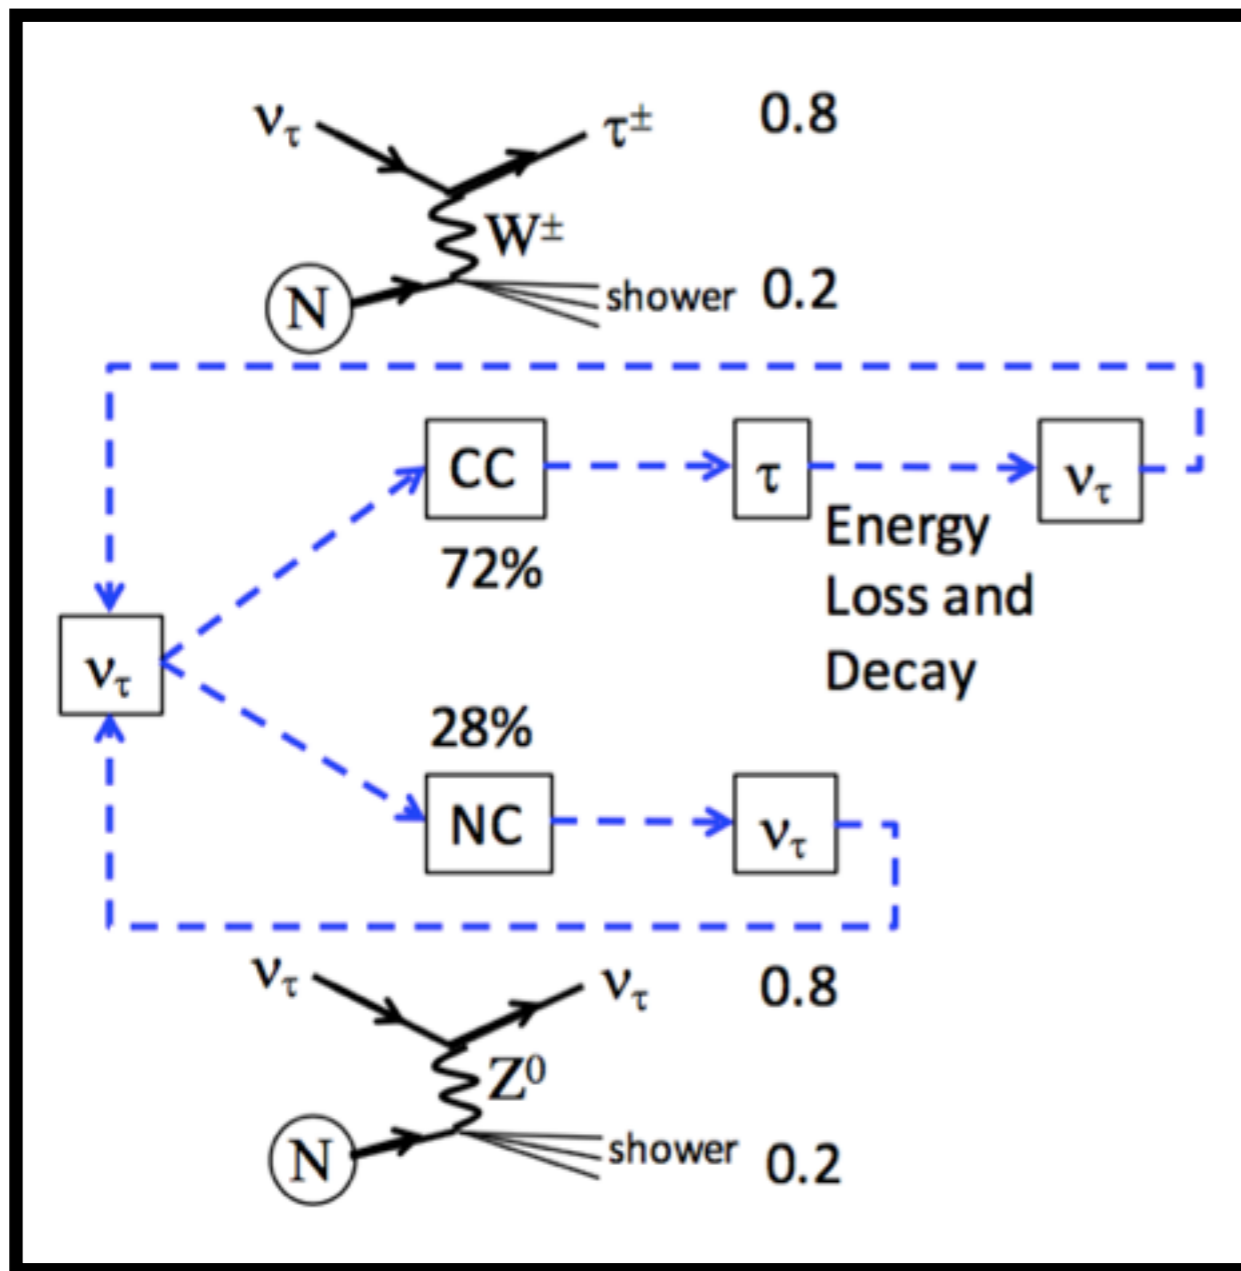 ντ τ± 0.8
W±
N shower 0.2
CC τ ντ
72% Energy
Loss and
Decay
ντ
28%
NC ντ
ντ ντ 0.8
Z0
N shower 0.2